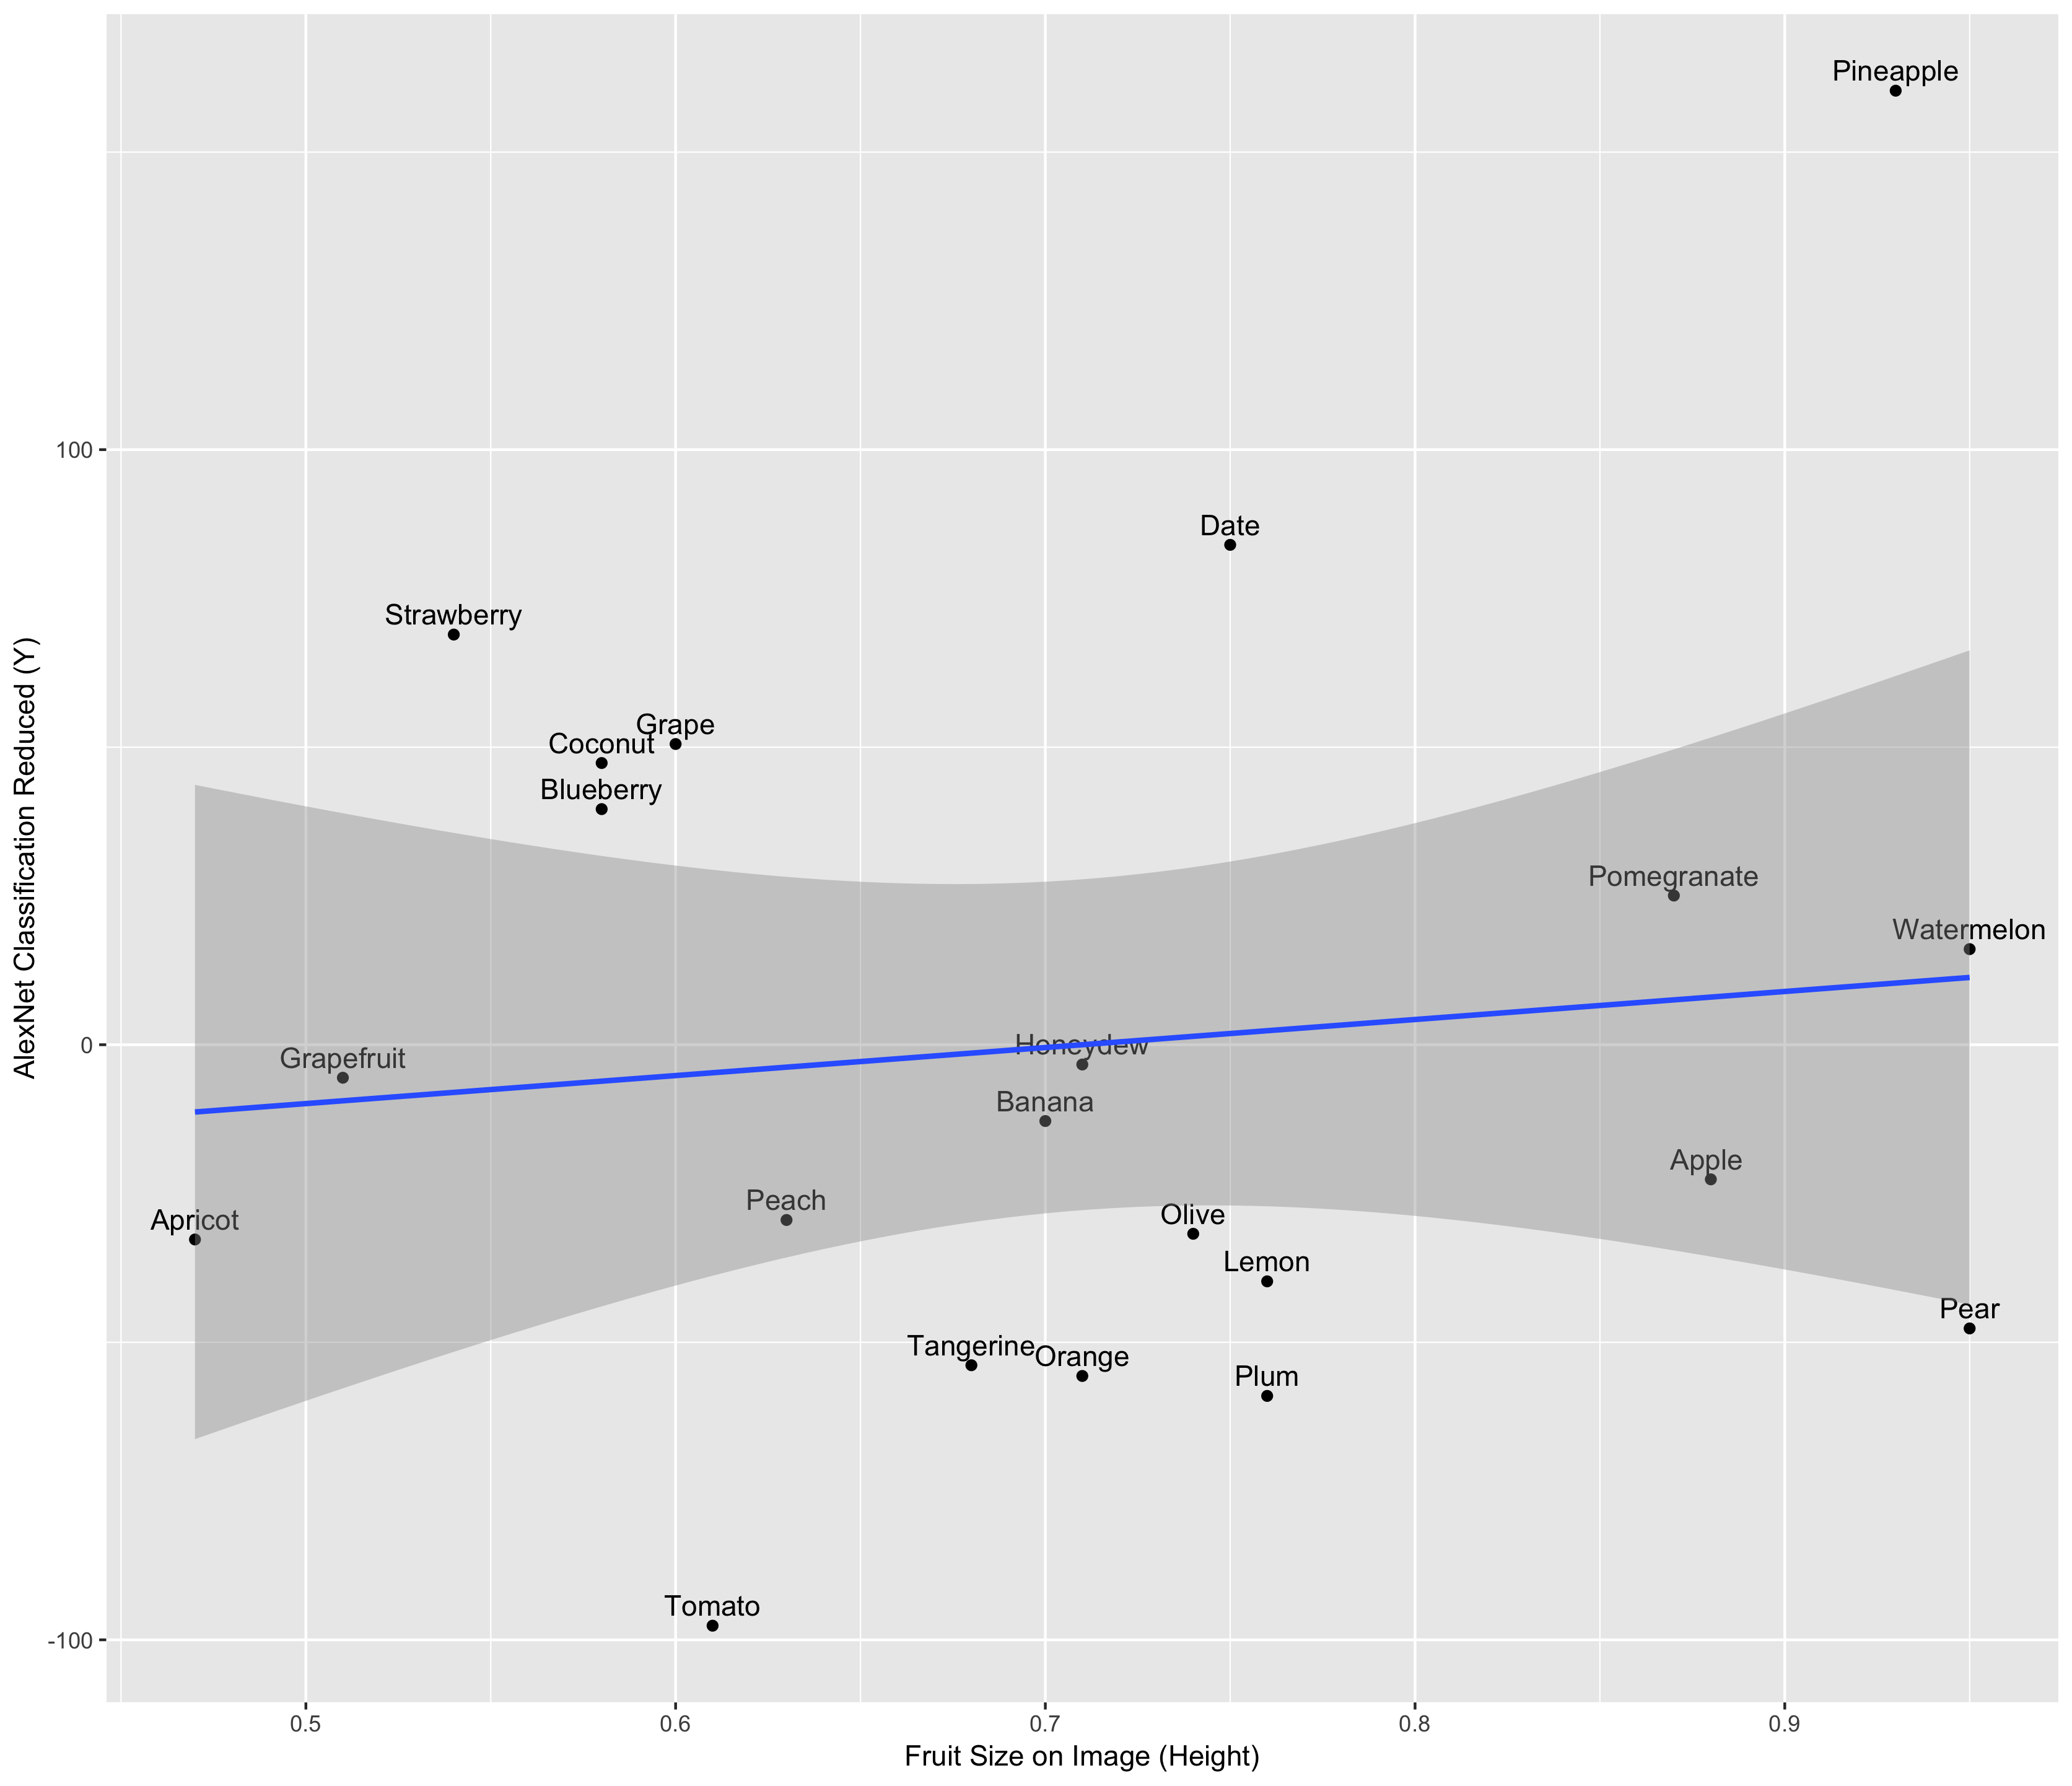 Pineapple
100
Date
Strawberry
Grape
Coconut
Blueberry
Pomegranate
Watermelon
0
Honeydew
Grapefruit
Banana
Apple
Peach
Apricot
Olive
Lemon
Pear
Tangerine
Orange
Plum
Tomato
-100
0.5
0.6
0.7
0.8
0.9
Fruit Size on Image (Height)
AlexNet Classification Reduced (Y)